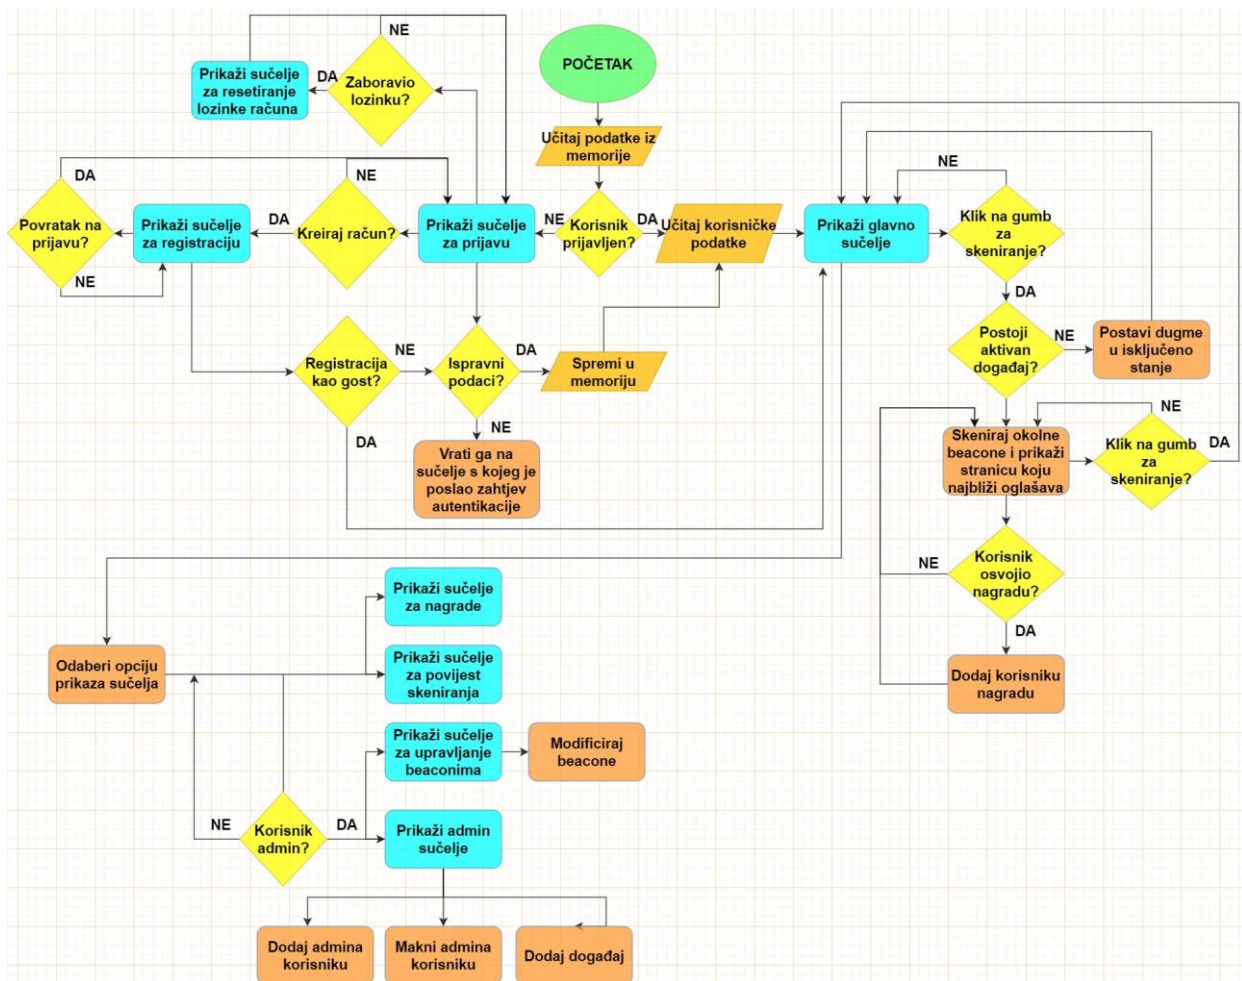 NE
POČETAK
Prikaži sučelje
za resetiranje
lozinke računa
DA
Zaboravio
lozinku?
Učitaj podatke iz
memorije
DA
NE
NE
Povratak na
prijavu?
Prikaži sučelje
za registraciju
DA
Kreiraj račun?
Prikaži sučelje
za prijavu
NE
Korisnik
prijavljen?
DA
Učitaj korisničke
podatke
Prikaži glavno
sučelje
Klik na gumb
za
skeniranje?
NE
DA
Registracija
kao gost?
NE
Ispravni
podaci?
DA
Spremi u
memoriju
Postoji
aktivan
događaj?
NE
Postavi dugme
u isključeno
stanje
DA
NE
Vrati ga na
sučelje s kojeg je
poslao zahtjev
autentikacije
NE
Skeniraj okolne
beacone i prikaži
stranicu koju
najbliži oglašava
Klik na gumb
za
skeniranje?
DA
NE
Korisnik
osvojio
nagradu?
DA
Dodaj korisniku
nagradu
Prikaži sučelje
za nagrade
Odaberi opciju
prikaza sučelja
Prikaži sučelje
za povijest
skeniranja
Prikaži sučelje
za upravljanje
beaconima
Modificiraj
beacone
NE
Korisnik
admin?
DA
Prikaži admin
sučelje
Dodaj admina
korisniku
Makni admina
korisniku
Dodaj događaj